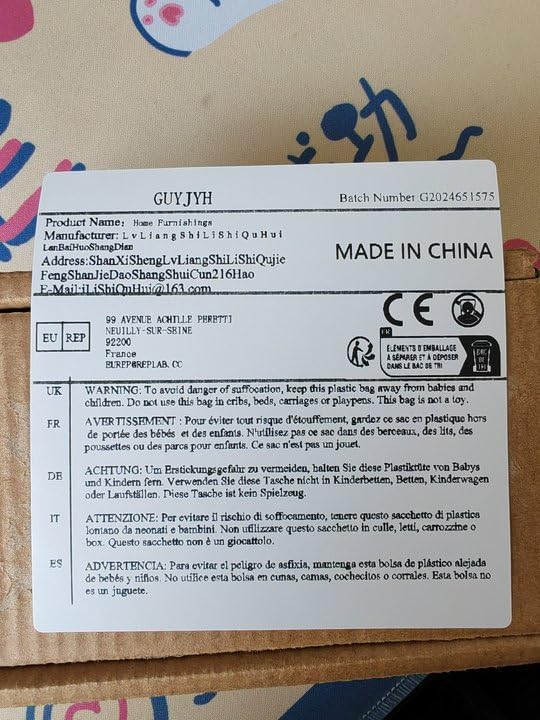 GUYJYH
Batch Number:G2024651575
Product Name: Home Furnishings
Manufacturer: LvLiangShiLiShiQuHui
LanBaiHuoShangDian
Address:ShanXiShengLvLiangShiLiShiQujie
FengShanJieDaoShangShuiCun216Hao
E-Mail:iLiShiQuHui@163.com
MADE IN CHINA
EU REP
99 AVENUE ACHILLE PERETTI
NEUILLY-SUR-SEINE
92200
France
EUREP@REPLAB.CC
CE
FR
ÉLÉMENTS D'EMBALLAGE
À SÉPARER ET À DÉPOSER
DANS LE BAC DE TRI
BAC DE TRI
UK WARNING: To avoid danger of suffocation, keep this plastic bag away from babies and
children. Do not use this bag in cribs, beds, carriages or playpens. This bag is not a toy.
FR AVERTISSEMENT : Pour éviter tout risque d'étouffement, gardez ce sac en plastique hors
de portée des bébés et des enfants. N'utilisez pas ce sac dans des berceaux, des lits, des
poussettes ou des parcs pour enfants. Ce sac n'est pas un jouet.
DE ACHTUNG: Um Erstickungsgefahr zu vermeiden, halten Sie diese Plastiktüte von Babys
und Kindern fern. Verwenden Sie diese Tasche nicht in Kinderbetten, Betten, Kinderwagen
oder Laufställen. Diese Tasche ist kein Spielzeug.
IT ATTENZIONE: Per evitare il rischio di soffocamento, tenere questo sacchetto di plastica
lontano da neonati e bambini. Non utilizzare questo sacchetto in culle, letti, carrozzine o
box. Questo sacchetto non è un giocattolo.
ES ADVERTENCIA: Para evitar el peligro de asfixia, mantenga esta bolsa de plástico alejada
de bebés y niños. No utilice esta bolsa en cunas, camas, cochecitos o corrales. Esta bolsa no
es un juguete.